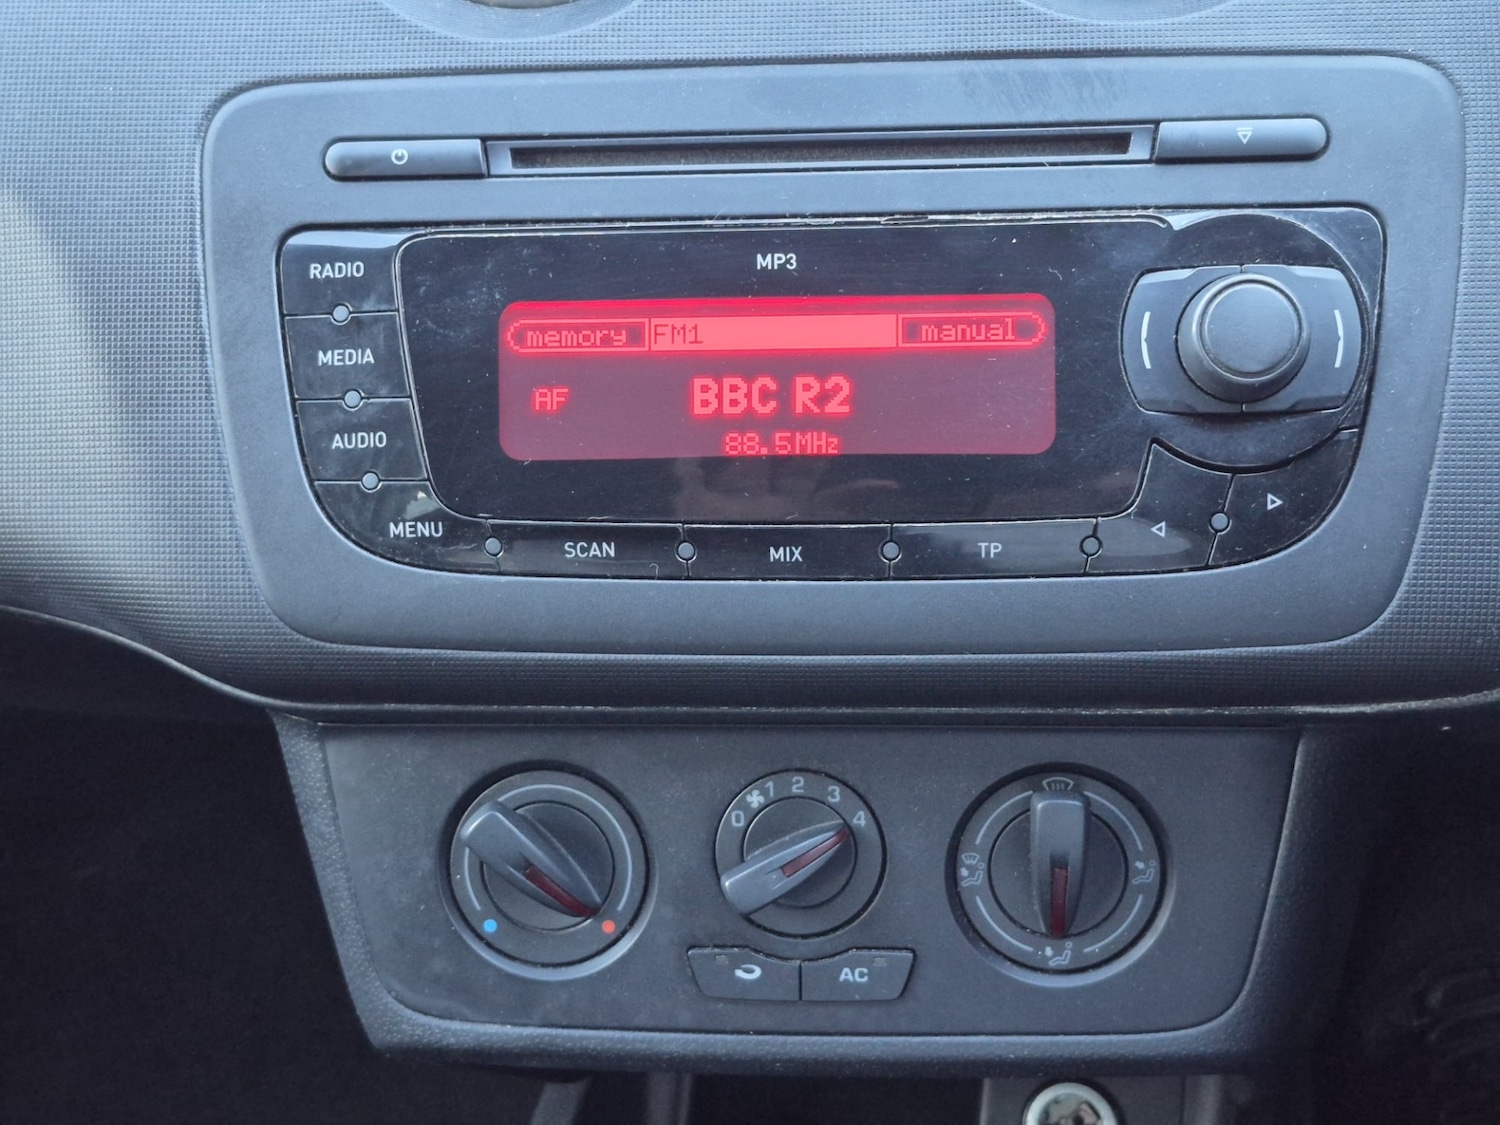 MP3
RADIO
memory FM1 manual
MEDIA
AF BBC R2
AUDIO
88.5MHz
MENU
SCAN MIX TP
0 1 2 3 4
AC